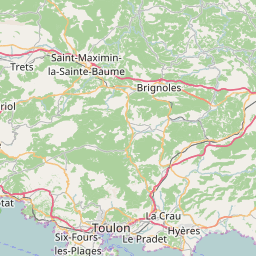 Saint-Maximin-
la-Sainte-Baume
Trets
Brignoles
riol
tat
La Crau
Toulon
Hyères
Six-Fours-
les-Plages
Le Pradet